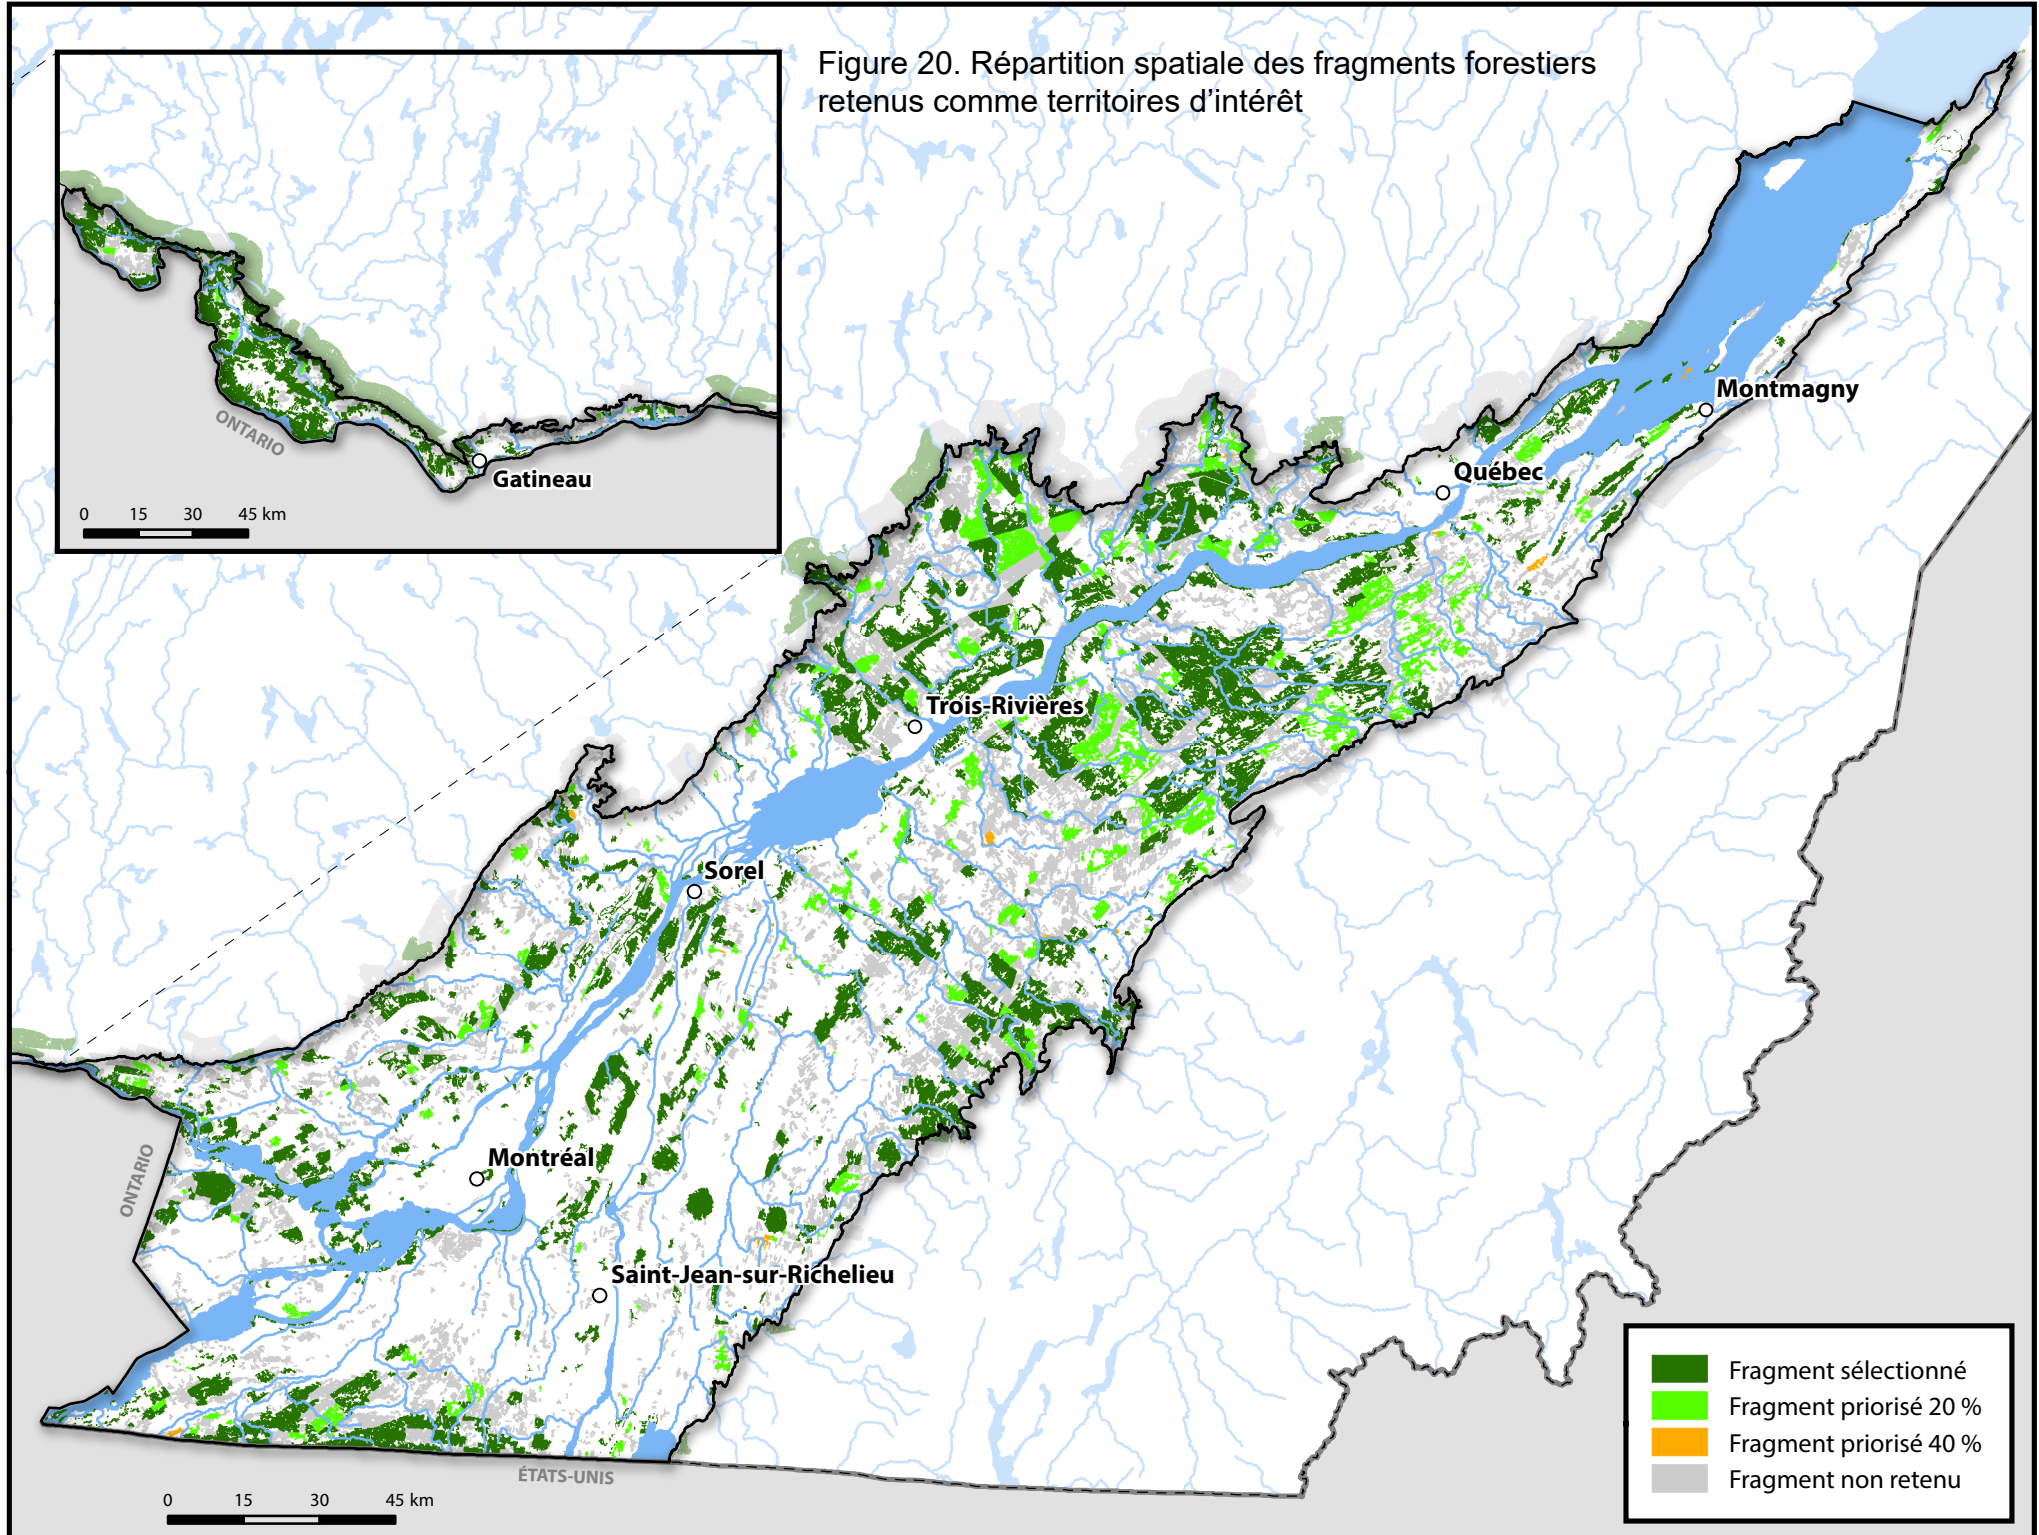 Figure 20. Répartition spatiale des fragments forestiers
retenus comme territoires d'intérêt
ONTARIO
Gatineau
0 15 30 45 km
Montmagny
Québec
Trois-Rivières
Sorel
Montréal
ONTARIO
Saint-Jean-sur-Richelieu
ÉTATS-UNIS
0 15 30 45 km
Fragment sélectionné
Fragment priorisé 20 %
Fragment priorisé 40 %
Fragment non retenu